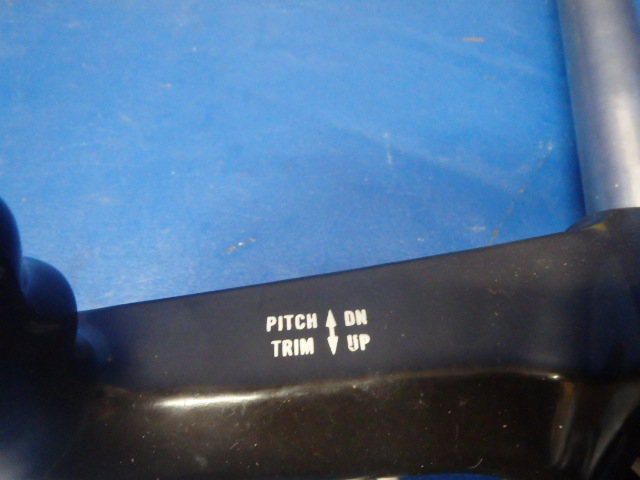 PITCH ↑ DN
TRIM ↓ UP